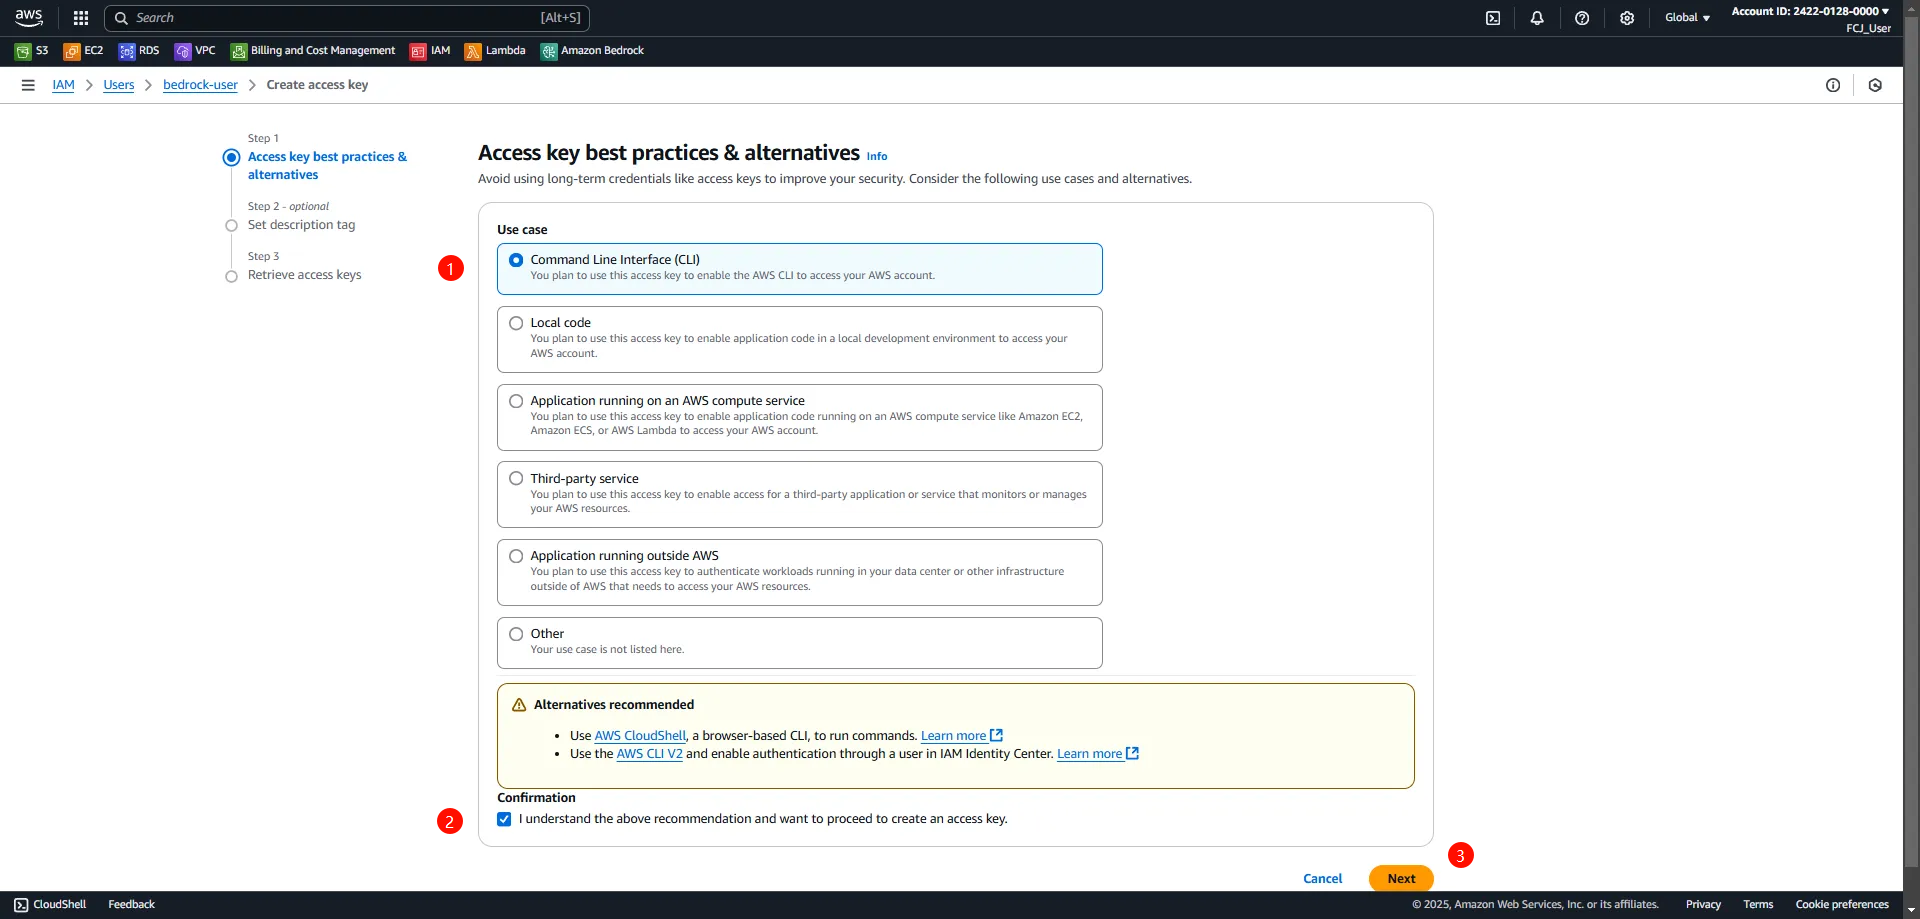 aws
Search
[Alt+S]
Global
Account ID: 2422-0128-0000
FCJ_User
S3
EC2
RDS
VPC
Billing and Cost Management
IAM
Lambda
Amazon Bedrock
IAM
Users
bedrock-user
Create access key
Step 1
Access key best practices &
alternatives
Step 2 - optional
Set description tag
Step 3
Retrieve access keys
Access key best practices & alternatives Info
Avoid using long-term credentials like access keys to improve your security. Consider the following use cases and alternatives.
Use case
1
Command Line Interface (CLI)
You plan to use this access key to enable the AWS CLI to access your AWS account.
Local code
You plan to use this access key to enable application code in a local development environment to access your
AWS account.
Application running on an AWS compute service
You plan to use this access key to enable application code running on an AWS compute service like Amazon EC2,
Amazon ECS, or AWS Lambda to access your AWS account.
Third-party service
You plan to use this access key to enable access for a third-party application or service that monitors or manages
your AWS resources.
Application running outside AWS
You plan to use this access key to authenticate workloads running in your data center or other infrastructure
outside of AWS that needs to access your AWS resources.
Other
Your use case is not listed here.
Alternatives recommended
• Use AWS CloudShell, a browser-based CLI, to run commands. Learn more
• Use the AWS CLI V2 and enable authentication through a user in IAM Identity Center. Learn more
Confirmation
2
I understand the above recommendation and want to proceed to create an access key.
3
Cancel
Next
CloudShell
Feedback
© 2025, Amazon Web Services, Inc. or its affiliates.
Privacy
Terms
Cookie preferences